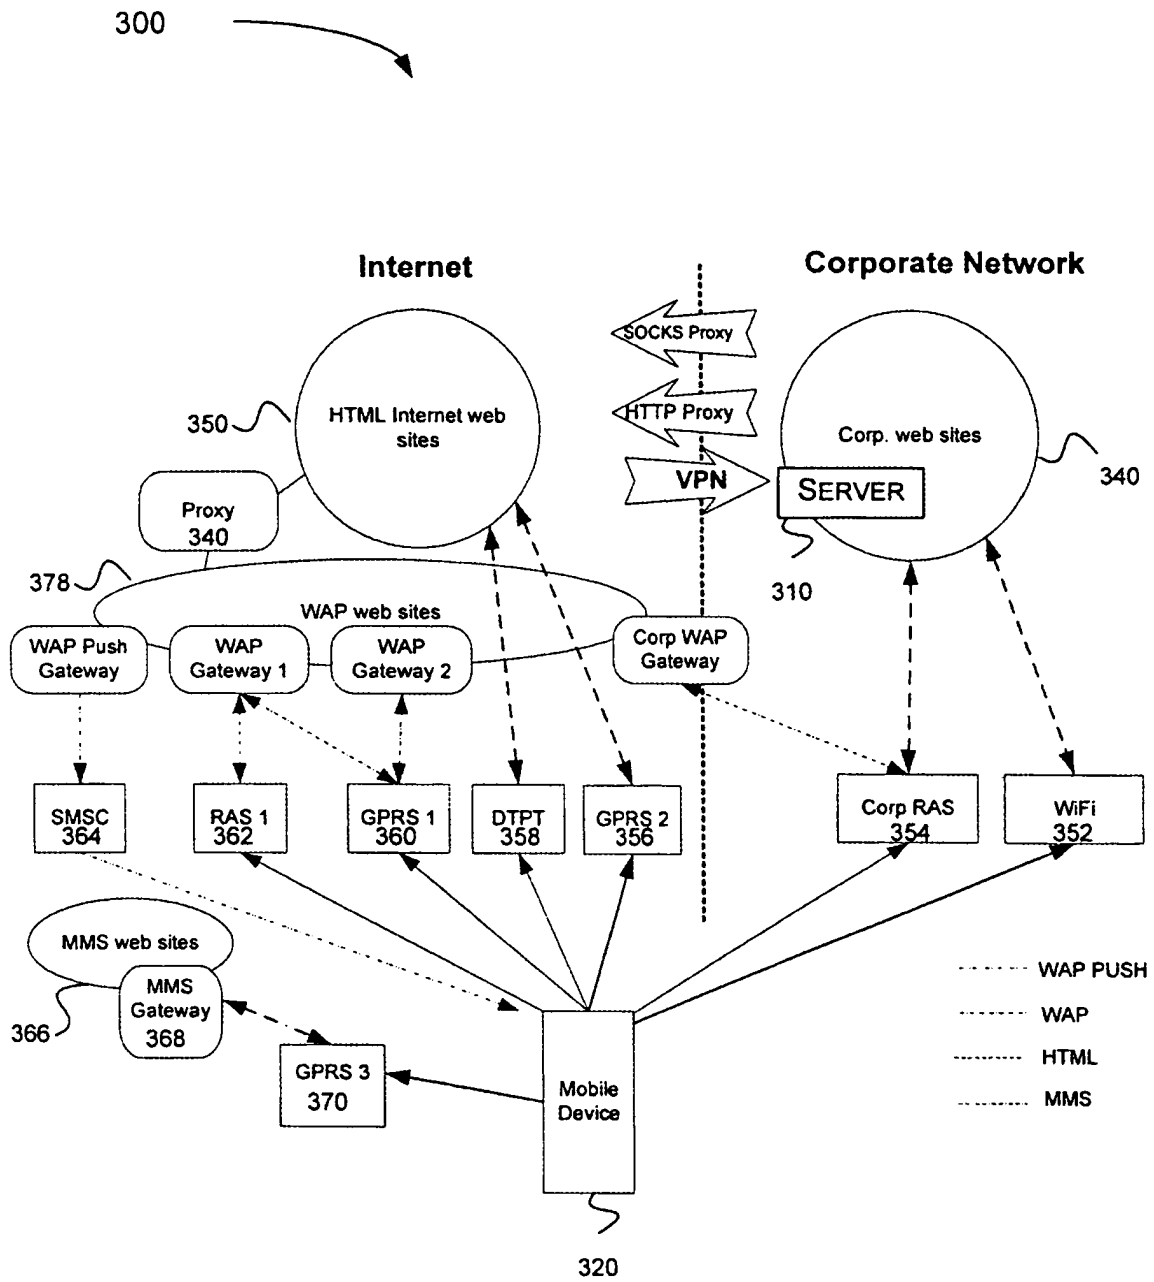 300
Internet
Corporate Network
SOCKS Proxy
HTML Internet web
sites
350
HTTP Proxy
Corp. web sites
340
VPN
SERVER
Proxy
340
378
310
WAP web sites
WAP Push
Gateway
WAP
Gateway 1
WAP
Gateway 2
Corp WAP
Gateway
SMSC
364
RAS 1
362
GPRS 1
360
DTPT
358
GPRS 2
356
Corp RAS
354
WiFi
352
MMS web sites
MMS
Gateway
368
366
GPRS 3
370
Mobile
Device
320
WAP PUSH
WAP
HTML
MMS